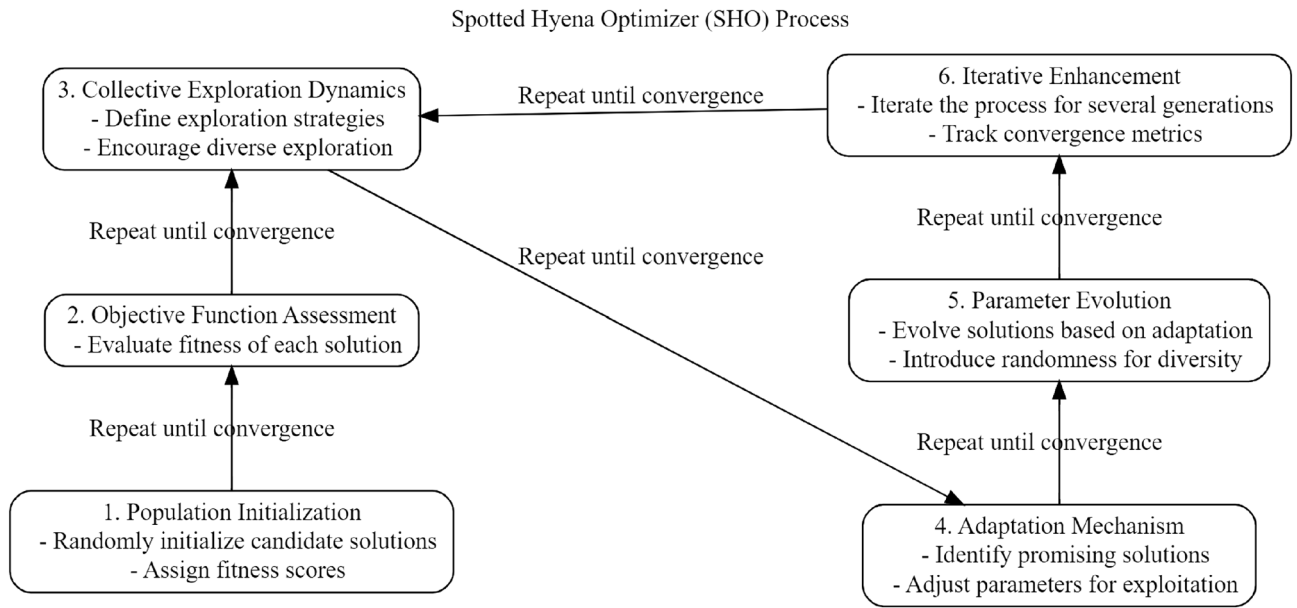 Spotted Hyena Optimizer (SHO) Process
3. Collective Exploration Dynamics
- Define exploration strategies
- Encourage diverse exploration
Repeat until convergence
6. Iterative Enhancement
- Iterate the process for several generations
- Track convergence metrics
Repeat until convergence
Repeat until convergence
Repeat until convergence
2. Objective Function Assessment
- Evaluate fitness of each solution
5. Parameter Evolution
- Evolve solutions based on adaptation
- Introduce randomness for diversity
Repeat until convergence
Repeat until convergence
1. Population Initialization
- Randomly initialize candidate solutions
- Assign fitness scores
4. Adaptation Mechanism
- Identify promising solutions
- Adjust parameters for exploitation